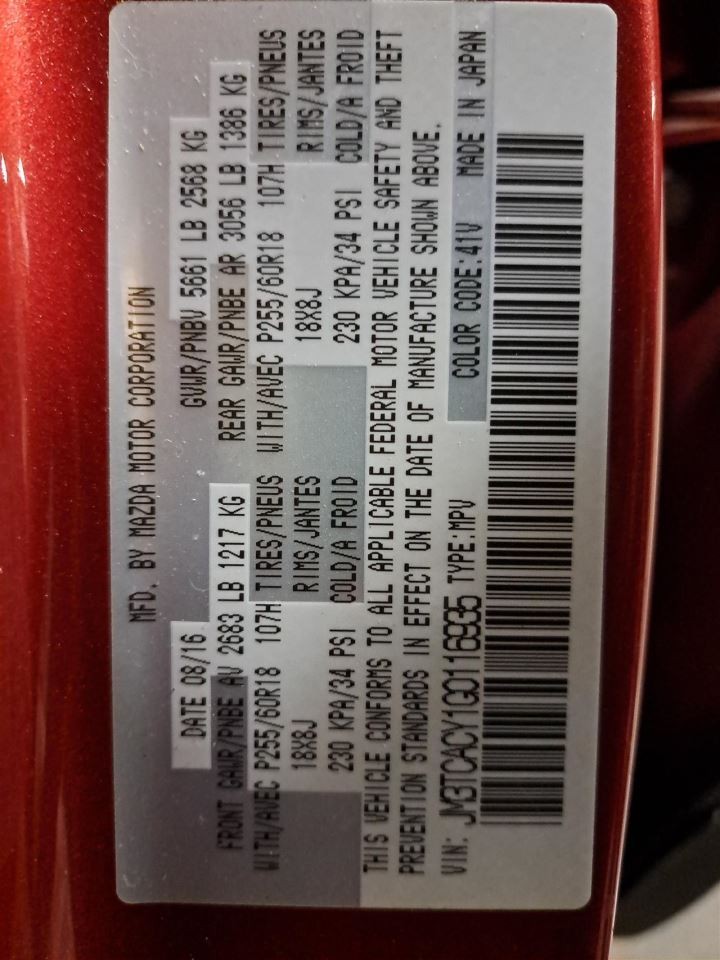 MFD. BY MAZDA MOTOR CORPORATION
DATE 08/16 GVWR/PNBV 5661 LB 2568 KG
FRONT GAWR/PNBE AV 2683 LB 1217 KG REAR GAWR/PNBE AR 3056 LB 1386 KG
WITH/AVEC P255/60R18 107H TIRES/PNEUS WITH/AVEC P255/60R18 107H TIRES/PNEUS
18X8J RIMS/JANTES 18X8J RIMS/JANTES
230 KPA/34 PSI COLD/A FROID 230 KPA/34 PSI COLD/A FROID
THIS VEHICLE CONFORMS TO ALL APPLICABLE FEDERAL MOTOR VEHICLE SAFETY AND THEFT
PREVENTION STANDARDS IN EFFECT ON THE DATE OF MANUFACTURE SHOWN ABOVE.
VIN: JM3TCACY1G0116935 TYPE:MPV COLOR CODE:41V MADE IN JAPAN